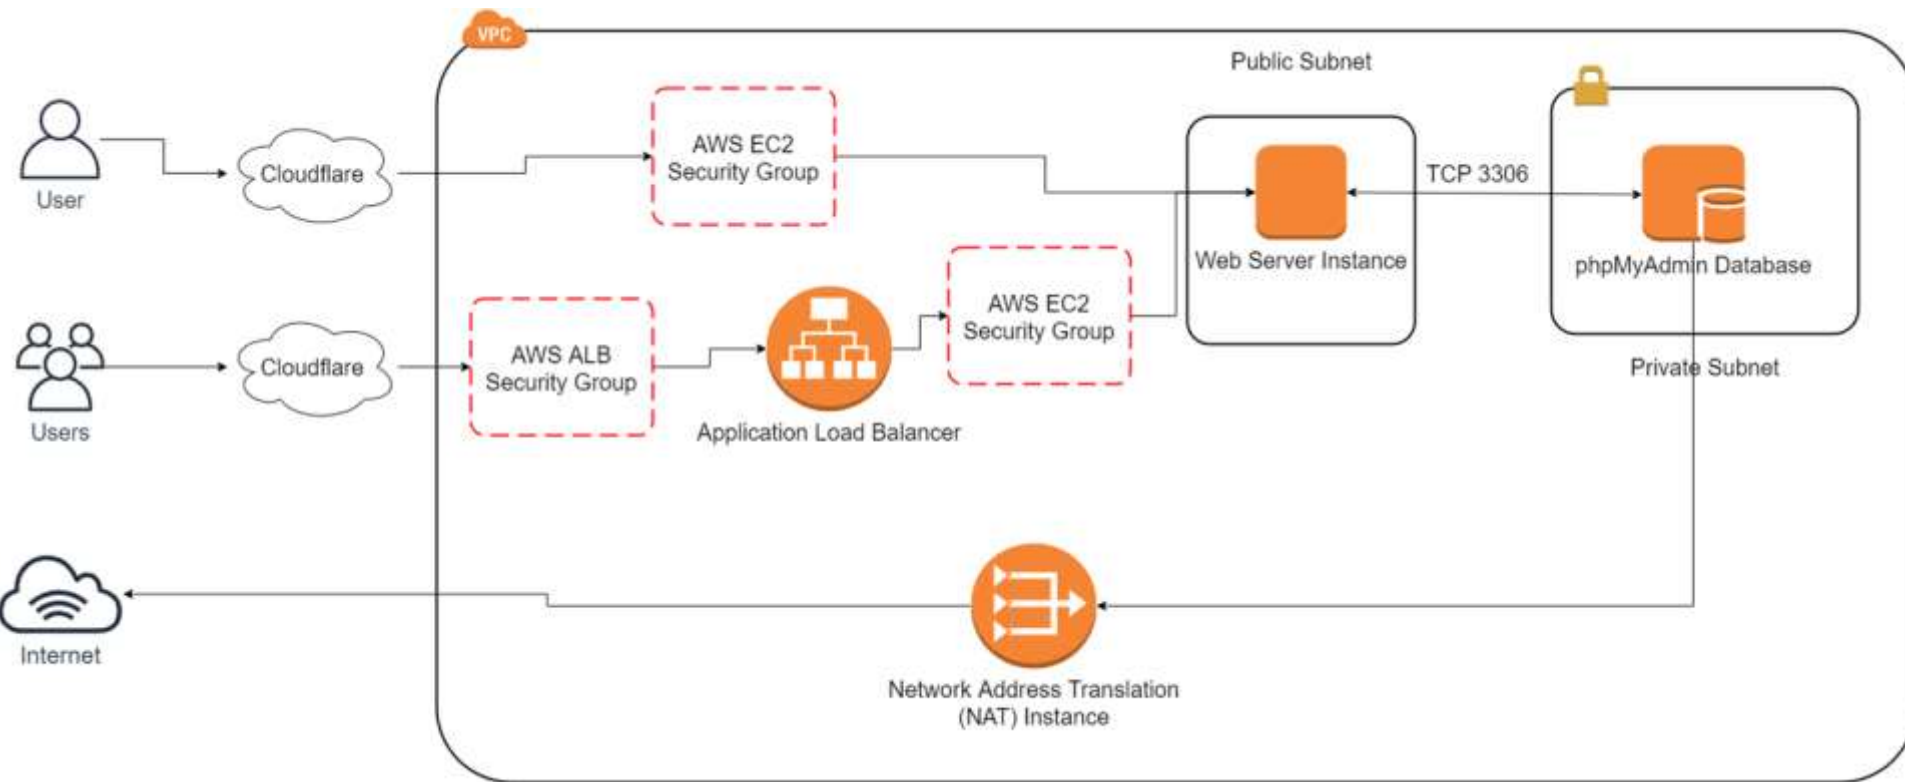 VPC
Public Subnet
User
Cloudflare
AWS EC2
Security Group
Web Server Instance
TCP 3306
phpMyAdmin Database
Private Subnet
Users
Cloudflare
AWS ALB
Security Group
Application Load Balancer
AWS EC2
Security Group
Internet
Network Address Translation
(NAT) Instance